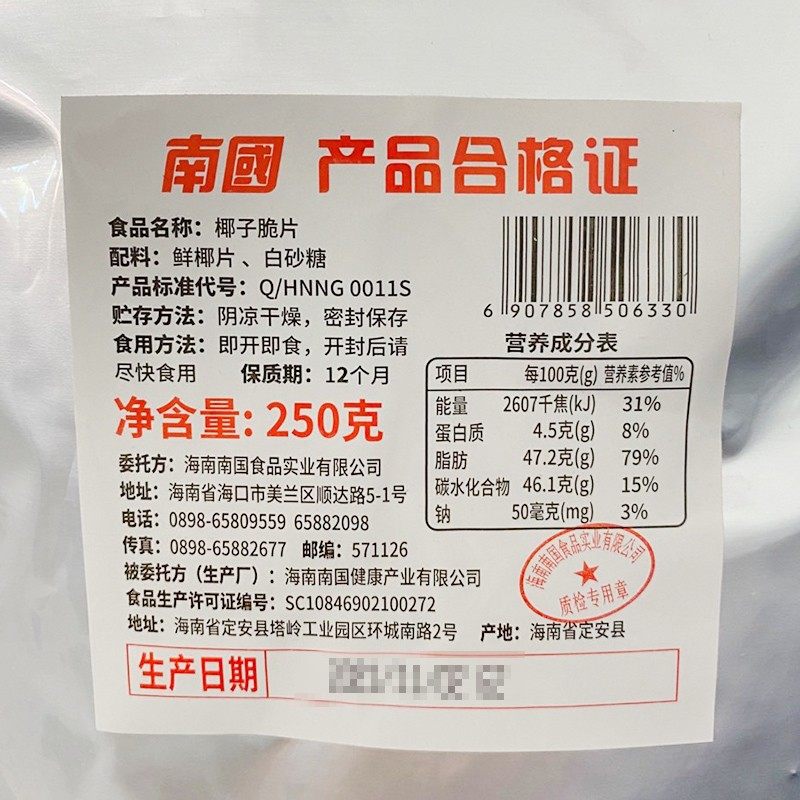 南國 产品合格证
食品名称：椰子脆片
配料：鲜椰片、白砂糖
产品标准代号：Q/HNNG 0011S
贮存方法：阴凉干燥，密封保存
食用方法：即开即食，开封后请
尽快食用 保质期：12个月
净含量: 250克
6 907858 506330
营养成分表
项目 每100克(g) 营养素参考值%
能量 2607千焦(kJ) 31%
蛋白质 4.5克(g) 8%
脂肪 47.2克(g) 79%
碳水化合物 46.1克(g) 15%
钠 50毫克(mg) 3%
委托方：海南南国食品实业有限公司
地址：海南省海口市美兰区顺达路5-1号
电话：0898-65809559 65882098
传真：0898-65882677 邮编：571126
被委托方（生产厂）：海南南国健康产业有限公司
食品生产许可证编号：SC10846902100272
地址：海南省定安县塔岭工业园区环城南路2号 产地：海南省定安县
海南南国食品实业有限公司
质检专用章
生产日期